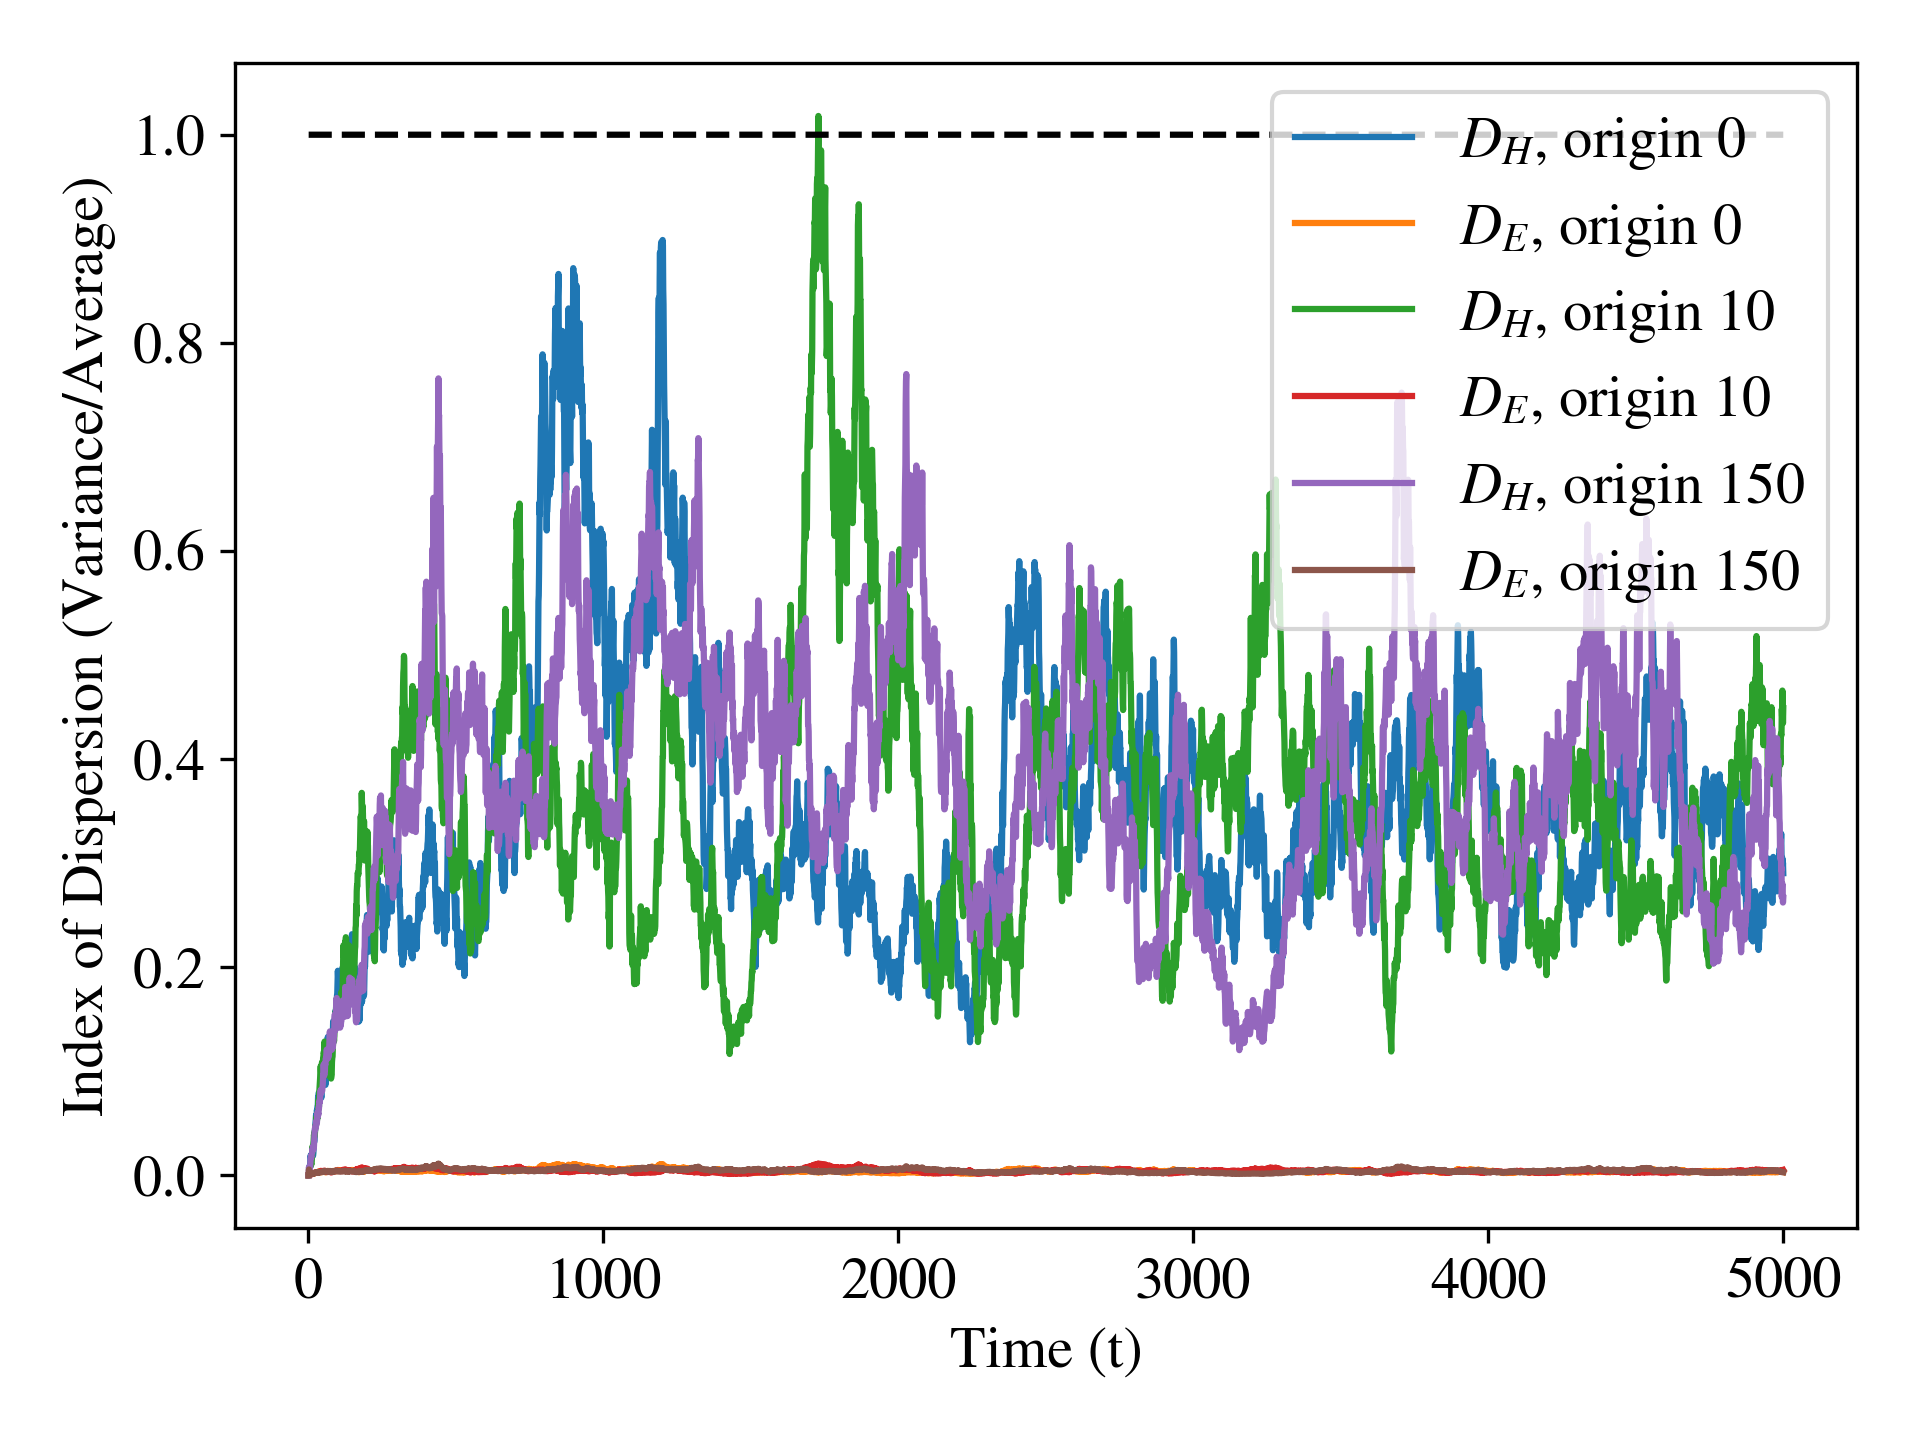 Index of Dispersion (Variance/Average)
1.0
0.8
0.6
0.4
0.2
0.0
D_H, origin 0
D_E, origin 0
D_H, origin 10
D_E, origin 10
D_H, origin 150
D_E, origin 150
0 1000 2000 3000 4000 5000
Time (t)